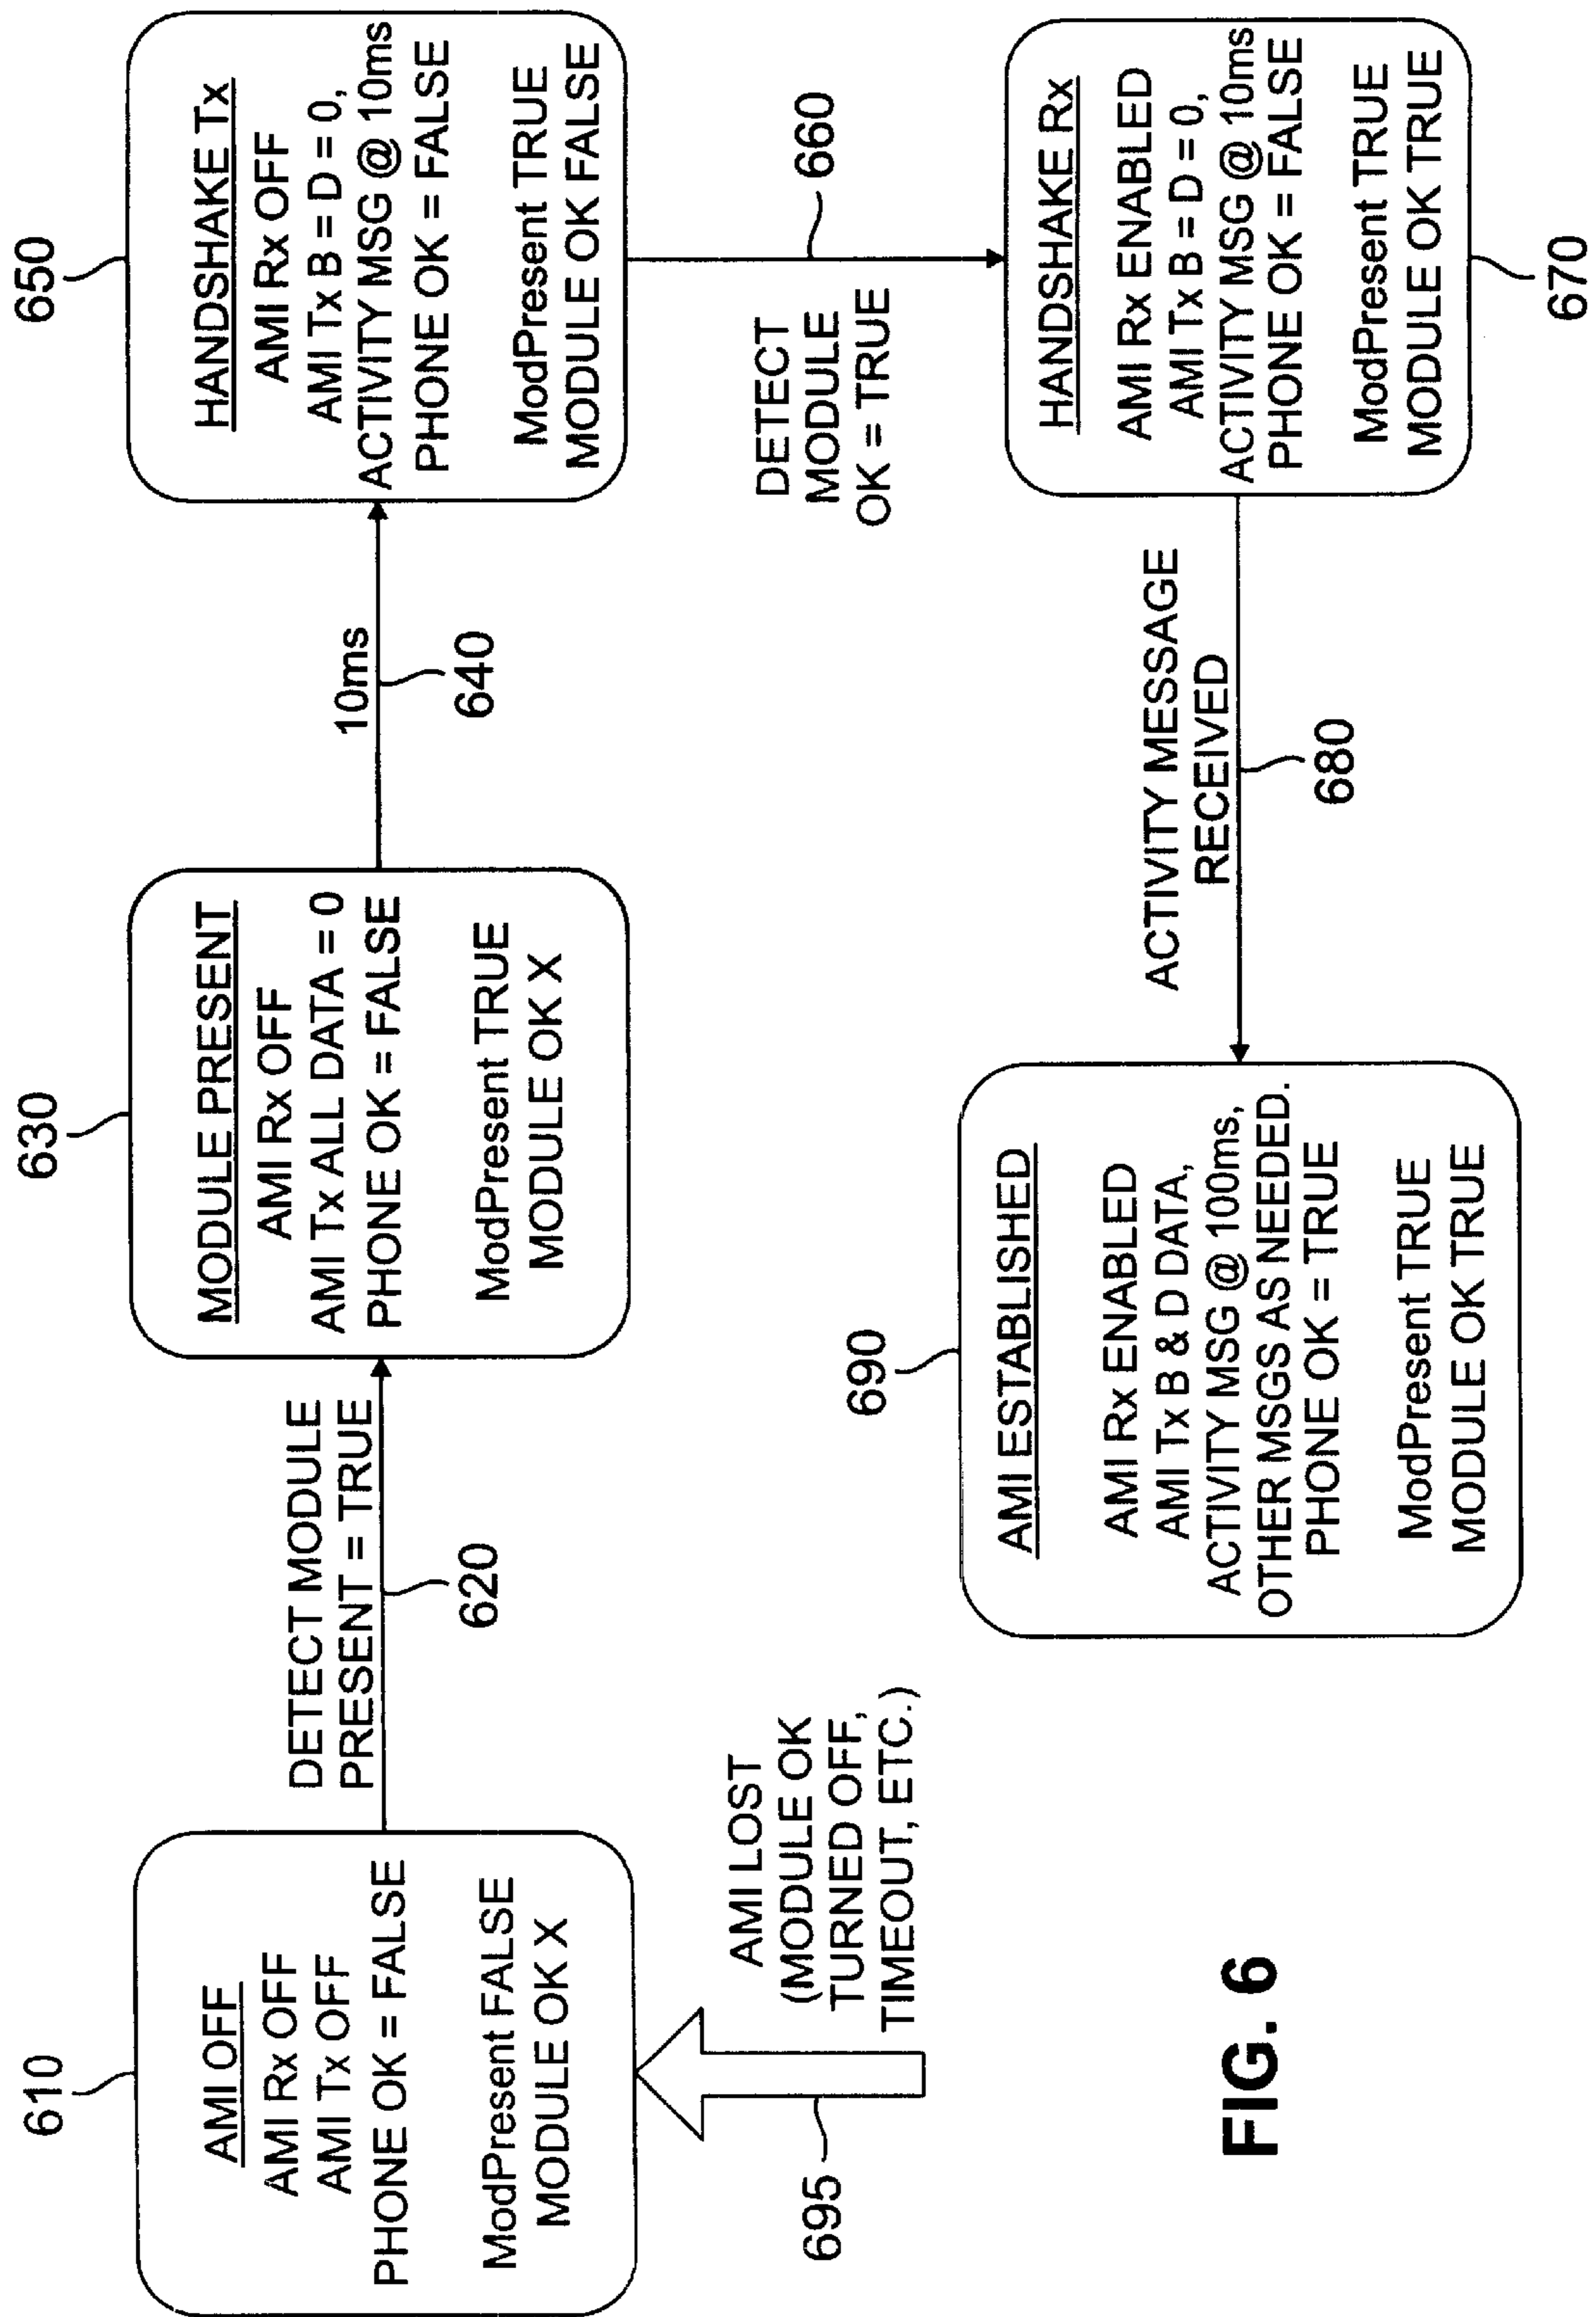 610
AMI OFF
AMI Rx OFF
AMI Tx OFF
PHONE OK = FALSE
ModPresent FALSE
MODULE OK X
DETECT MODULE
PRESENT = TRUE
620
630
MODULE PRESENT
AMI Rx OFF
AMI Tx ALL DATA = 0
PHONE OK = FALSE
ModPresent TRUE
MODULE OK X
10ms
640
650
HANDSHAKE Tx
AMI Rx OFF
AMI Tx B = D = 0,
ACTIVITY MSG @ 10ms
PHONE OK = FALSE
ModPresent TRUE
MODULE OK FALSE
DETECT
MODULE
OK = TRUE
660
HANDSHAKE Rx
AMI Rx ENABLED
AMI Tx B = D = 0,
ACTIVITY MSG @ 10ms
PHONE OK = FALSE
ModPresent TRUE
MODULE OK TRUE
670
ACTIVITY MESSAGE
RECEIVED
680
690
AMI ESTABLISHED
AMI Rx ENABLED
AMI Tx B & D DATA,
ACTIVITY MSG @ 100ms,
OTHER MSGS AS NEEDED.
PHONE OK = TRUE
ModPresent TRUE
MODULE OK TRUE
AMI LOST
(MODULE OK
TURNED OFF,
TIMEOUT, ETC.)
695
FIG. 6